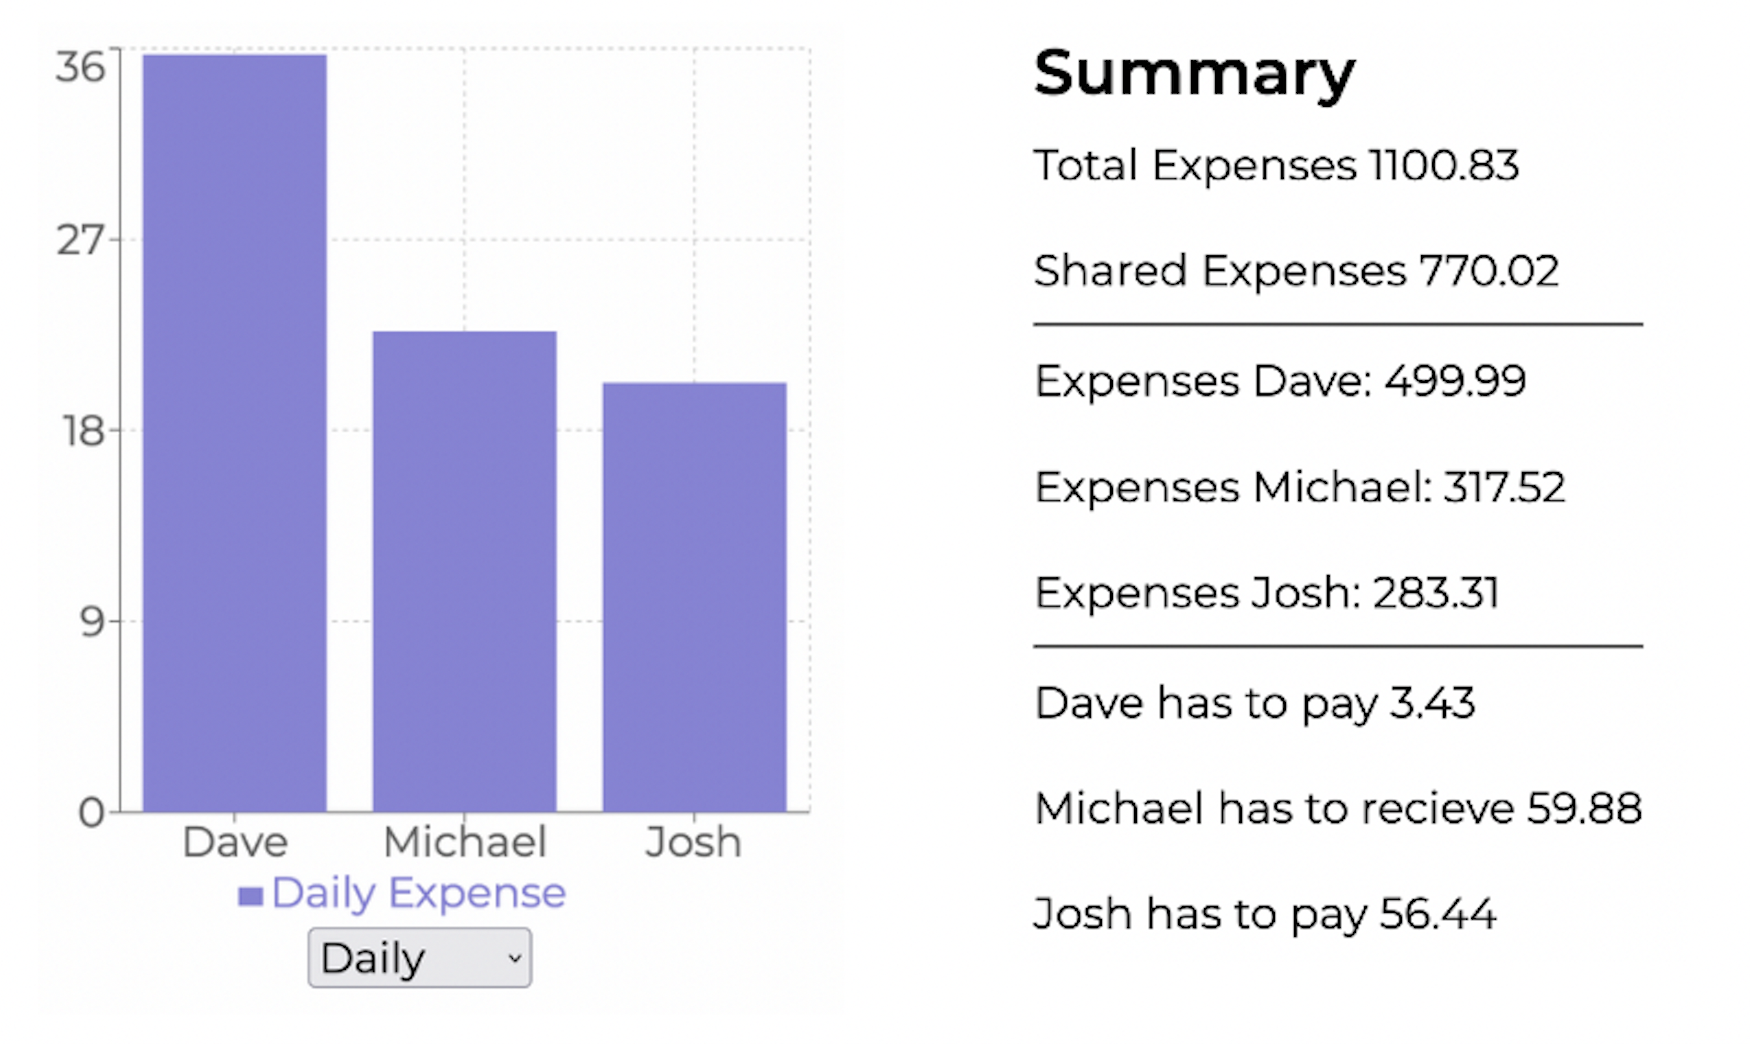 36
27
18
9
0
Dave Michael Josh
Daily Expense
Daily
Summary
Total Expenses 1100.83
Shared Expenses 770.02
Expenses Dave: 499.99
Expenses Michael: 317.52
Expenses Josh: 283.31
Dave has to pay 3.43
Michael has to recieve 59.88
Josh has to pay 56.44